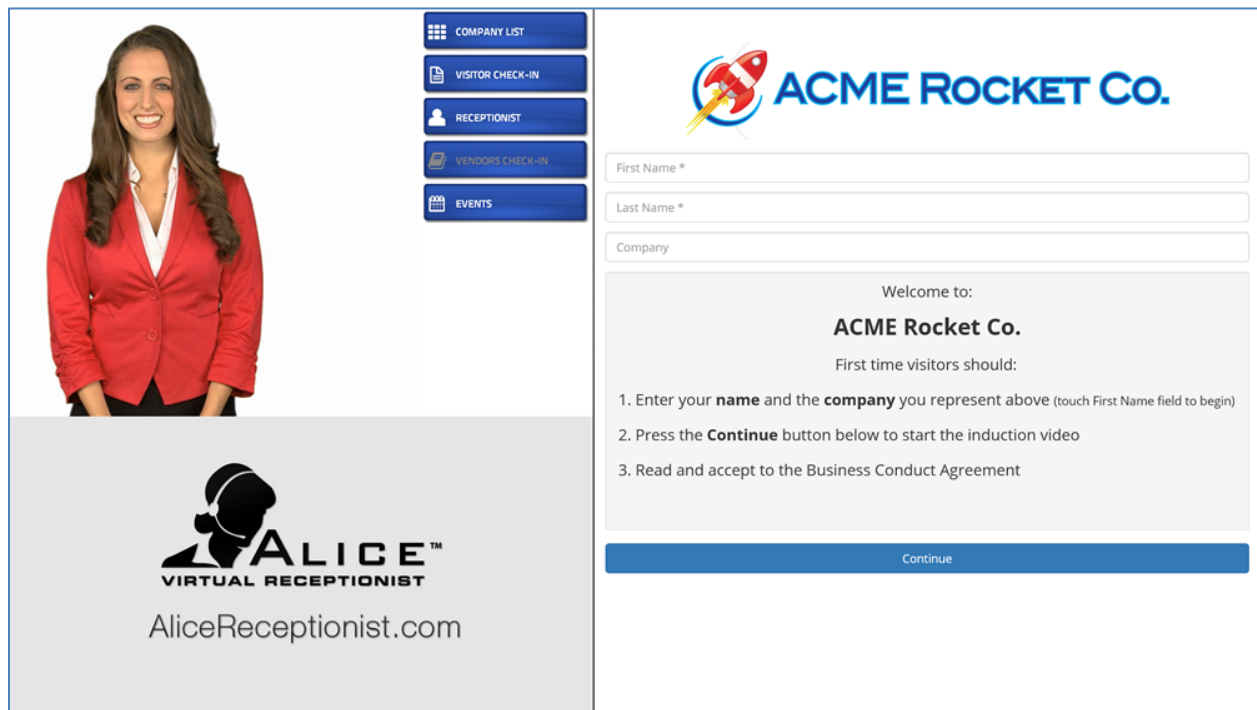 COMPANY LIST
VISITOR CHECK-IN
RECEPTIONIST
VENDORS CHECK-IN
EVENTS
ALICE™
VIRTUAL RECEPTIONIST
AliceReceptionist.com
ACME ROCKET CO.
First Name *
Last Name *
Company
Welcome to:
ACME Rocket Co.
First time visitors should:
1. Enter your name and the company you represent above (touch First Name field to begin)
2. Press the Continue button below to start the induction video
3. Read and accept to the Business Conduct Agreement
Continue